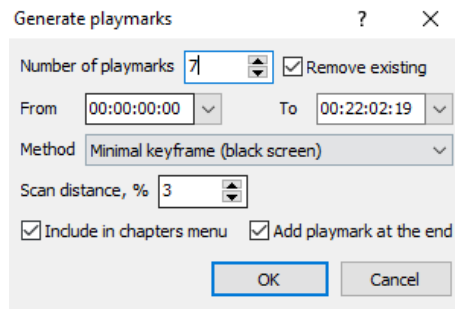 Generate playmarks ? ×
Number of playmarks 7 Remove existing
From 00:00:00:00 To 00:22:02:19
Method Minimal keyframe (black screen)
Scan distance, % 3
Include in chapters menu Add playmark at the end
OK Cancel